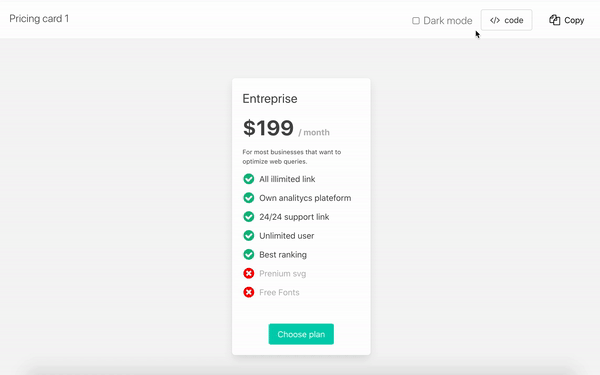 Pricing card 1
Dark mode
</> code
Copy
Entreprise
$199 / month
For most businesses that want to
optimize web queries.
All illimited link
Own analitycs plateform
24/24 support link
Unlimited user
Best ranking
Prenium svg
Free Fonts
Choose plan